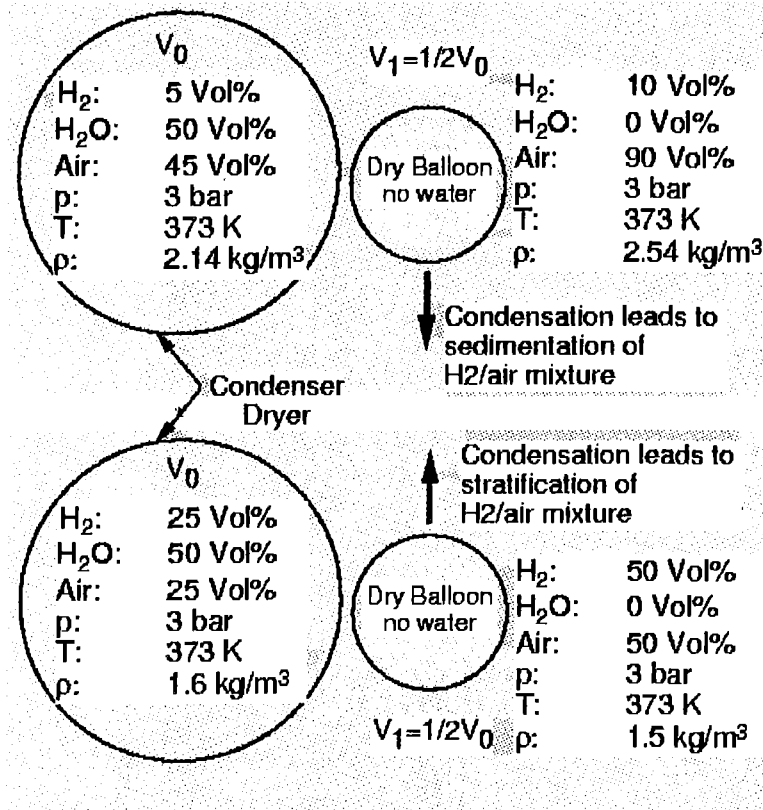 V₀
H₂: 5 Vol%
H₂O: 50 Vol%
Air: 45 Vol%
p: 3 bar
T: 373 K
ρ: 2.14 kg/m³
V₁=1/2V₀
Dry Balloon
no water
H₂: 10 Vol%
H₂O: 0 Vol%
Air: 90 Vol%
p: 3 bar
T: 373 K
ρ: 2.54 kg/m³
Condensation leads to
sedimentation of
H2/air mixture
Condenser
Dryer
V₀
H₂: 25 Vol%
H₂O: 50 Vol%
Air: 25 Vol%
p: 3 bar
T: 373 K
ρ: 1.6 kg/m³
Condensation leads to
stratification of
H2/air mixture
Dry Balloon
no water
H₂: 50 Vol%
H₂O: 0 Vol%
Air: 50 Vol%
p: 3 bar
T: 373 K
ρ: 1.5 kg/m³
V₁=1/2V₀